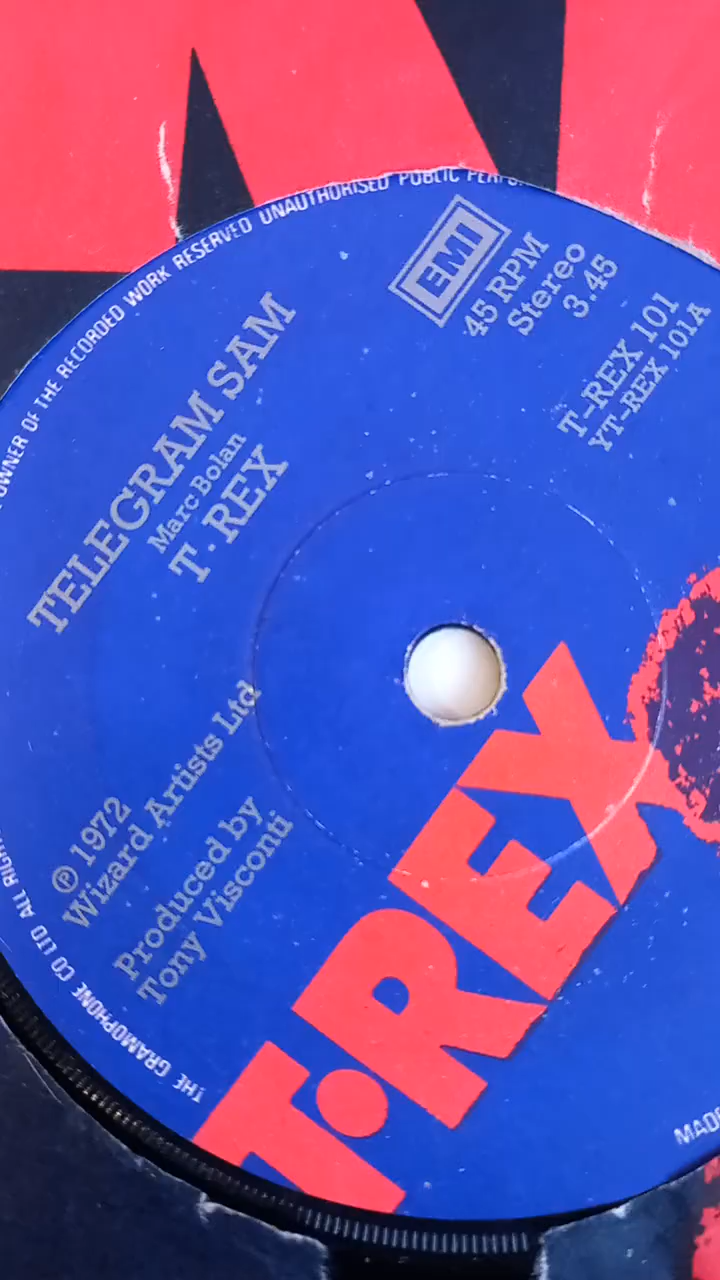 THE GRAMOPHONE CO LTD ALL RIGH
OWNER OF THE RECORDED WORK RESERVED UNAUTHORISED PUBLIC PERF
EMI
45 RPM
Stereo
3.45
T-REX 101
YT-REX 101A
TELEGRAM SAM
Marc Bolan
T·REX
℗ 1972
Wizard Artists Ltd
Produced by
Tony Visconti
T·REX
MADE